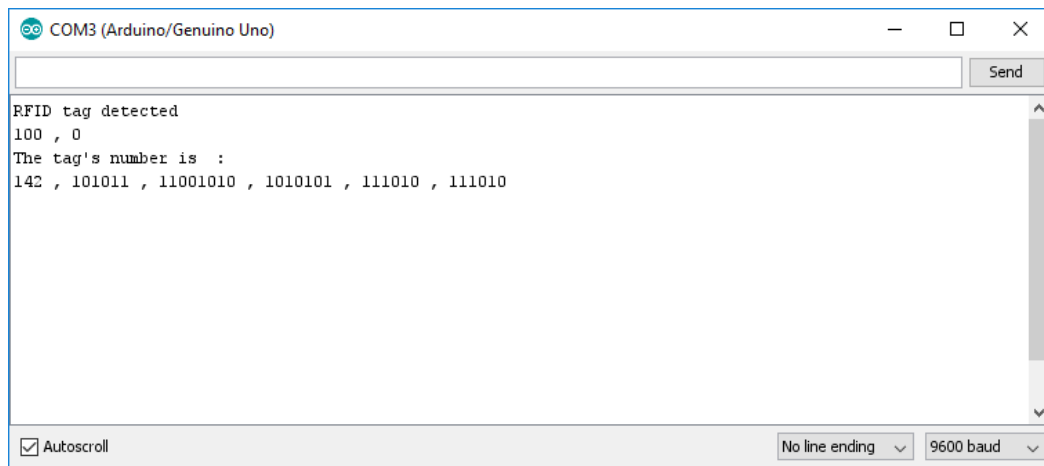 COM3 (Arduino/Genuino Uno)
Send
RFID tag detected
100 , 0
The tag's number is  :
142 , 101011 , 11001010 , 1010101 , 111010 , 111010
Autoscroll
No line ending
9600 baud